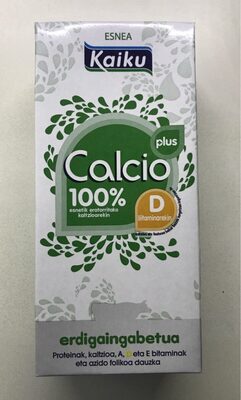 ESNEA
Kaiku
plus
Calcio
100%
esnetik eratorritako
kaltzioarekin
D
Bitaminarekin
erdigaingabetua
Proteinak, kaltzioa, A, D eta E bitaminak
eta azido folikoa dauzka